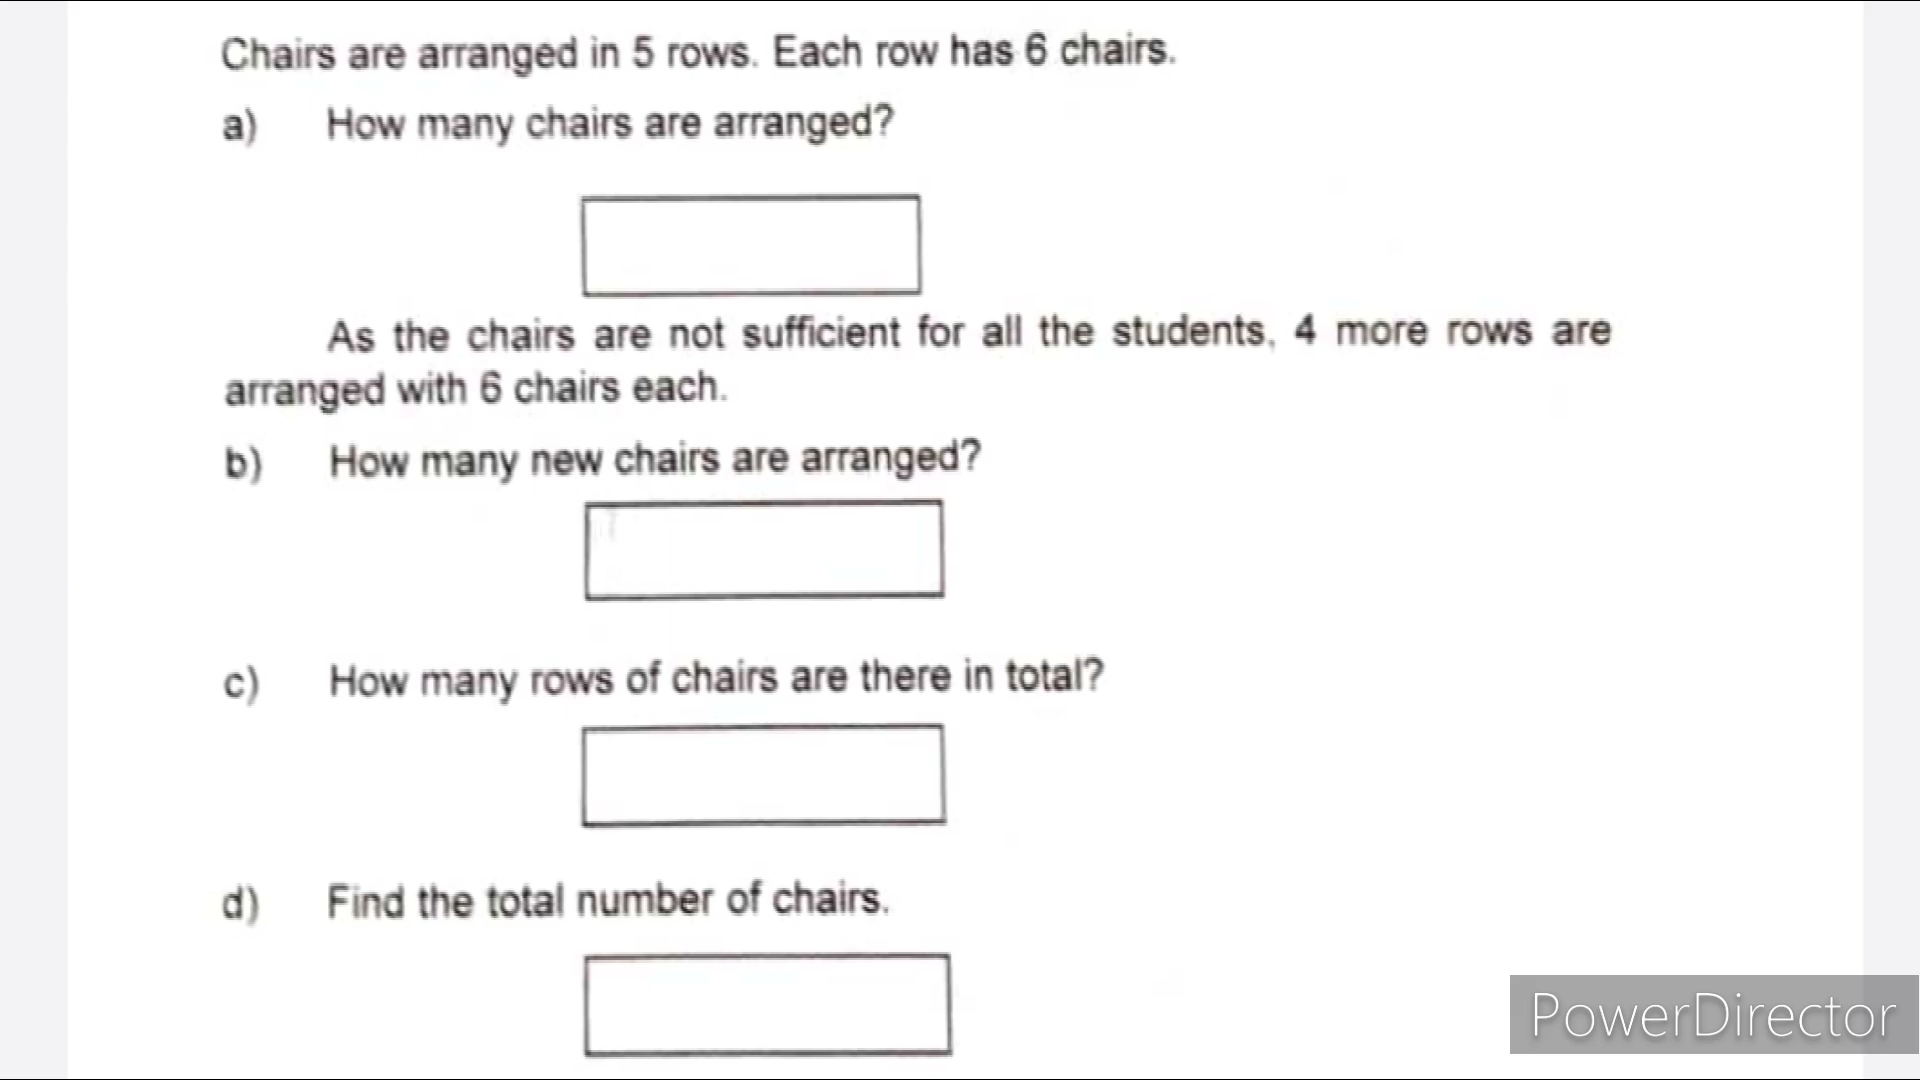 Chairs are arranged in 5 rows. Each row has 6 chairs.
a) How many chairs are arranged?
As the chairs are not sufficient for all the students, 4 more rows are
arranged with 6 chairs each.
b) How many new chairs are arranged?
c) How many rows of chairs are there in total?
d) Find the total number of chairs.
PowerDirector